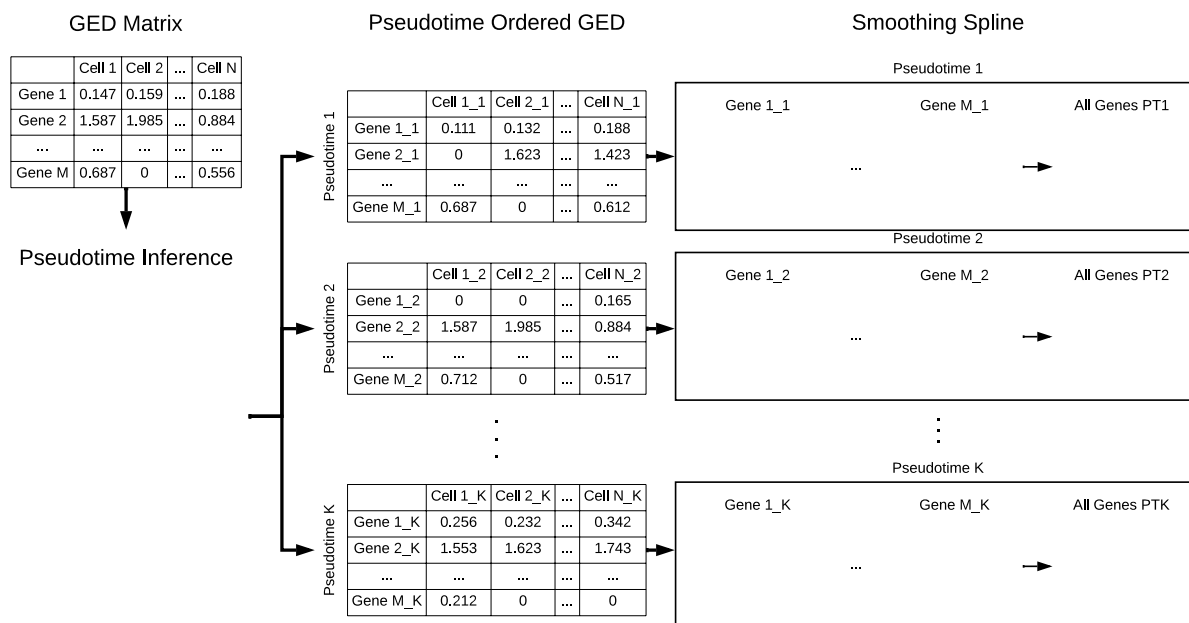 GED Matrix
Cell 1 Cell 2 ... Cell N
Gene 1 0.147 0.159 ... 0.188
Gene 2 1.587 1.985 ... 0.884
... ... ... ... ...
Gene M 0.687 0 ... 0.556
Pseudotime Inference
Pseudotime Ordered GED
Pseudotime 1
Cell 1_1 Cell 2_1 ... Cell N_1
Gene 1_1 0.111 0.132 ... 0.188
Gene 2_1 0 1.623 ... 1.423
... ... ... ... ...
Gene M_1 0.687 0 ... 0.612
Pseudotime 2
Cell 1_2 Cell 2_2 ... Cell N_2
Gene 1_2 0 0 ... 0.165
Gene 2_2 1.587 1.985 ... 0.884
... ... ... ... ...
Gene M_2 0.712 0 ... 0.517
Pseudotime K
Cell 1_K Cell 2_K ... Cell N_K
Gene 1_K 0.256 0.232 ... 0.342
Gene 2_K 1.553 1.623 ... 1.743
... ... ... ... ...
Gene M_K 0.212 0 ... 0
Smoothing Spline
Pseudotime 1
Gene 1_1 Gene M_1 All Genes PT1
...
Pseudotime 2
Gene 1_2 Gene M_2 All Genes PT2
...
Pseudotime K
Gene 1_K Gene M_K All Genes PTK
...